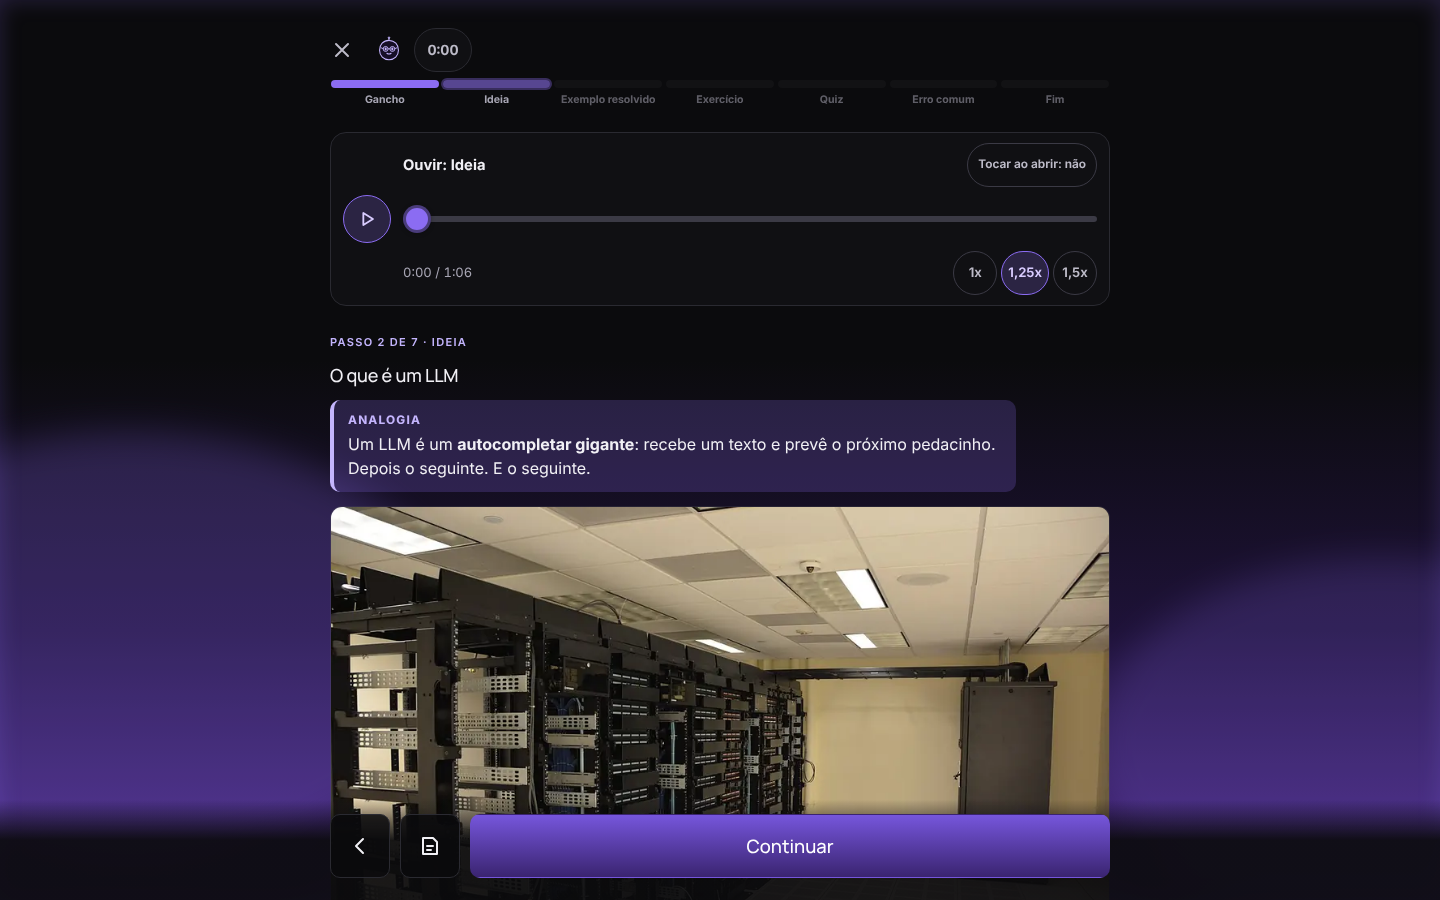 0:00
Gancho
Ideia
Exemplo resolvido
Exercício
Quiz
Erro comum
Fim
Ouvir: Ideia
Tocar ao abrir: não
0:00 / 1:06
1x
1,25x
1,5x
PASSO 2 DE 7 · IDEIA
O que é um LLM
ANALOGIA
Um LLM é um autocompletar gigante: recebe um texto e prevê o próximo pedacinho.
Depois o seguinte. E o seguinte.
Continuar